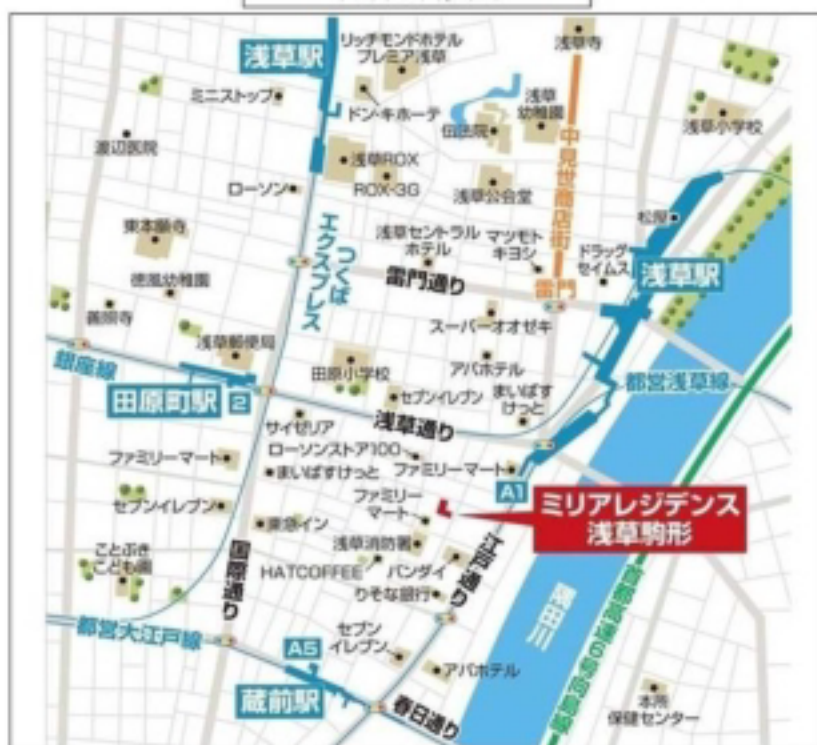 浅草駅
リッチモンドホテル
プレミア浅草
浅草寺
ミニストップ
ドン・キホーテ
伝法院
浅草
幼稚園
浅草小学校
渡辺医院
浅草ROX
ROX-3G
ローソン
浅草公会堂
中見世商店街
松屋
東本願寺
つくば
エクスプレス
浅草セントラル
ホテル
マツモト
キヨシ
ドラッグ
セイムス
浅草駅
徳風幼稚園
雷門通り
雷門
善照寺
スーパーオオゼキ
浅草郵便局
銀座線
田原小学校
アパホテル
都営浅草線
田原町駅
2
セブンイレブン
まいばす
けっと
浅草通り
サイゼリア
ローソンストア100
ファミリーマート
まいばすけっと
ファミリーマート
A1
セブンイレブン
ファミリー
マート
ミリアレジデンス
浅草駒形
東急イン
浅草消防署
江戸通り
ことぶき
こども園
国際通り
HATCOFFEE
バンダイ
りそな銀行
隅田川
首都高速6号向島線
都営大江戸線
セブン
イレブン
A5
アパホテル
蔵前駅
春日通り
本所
保健センター